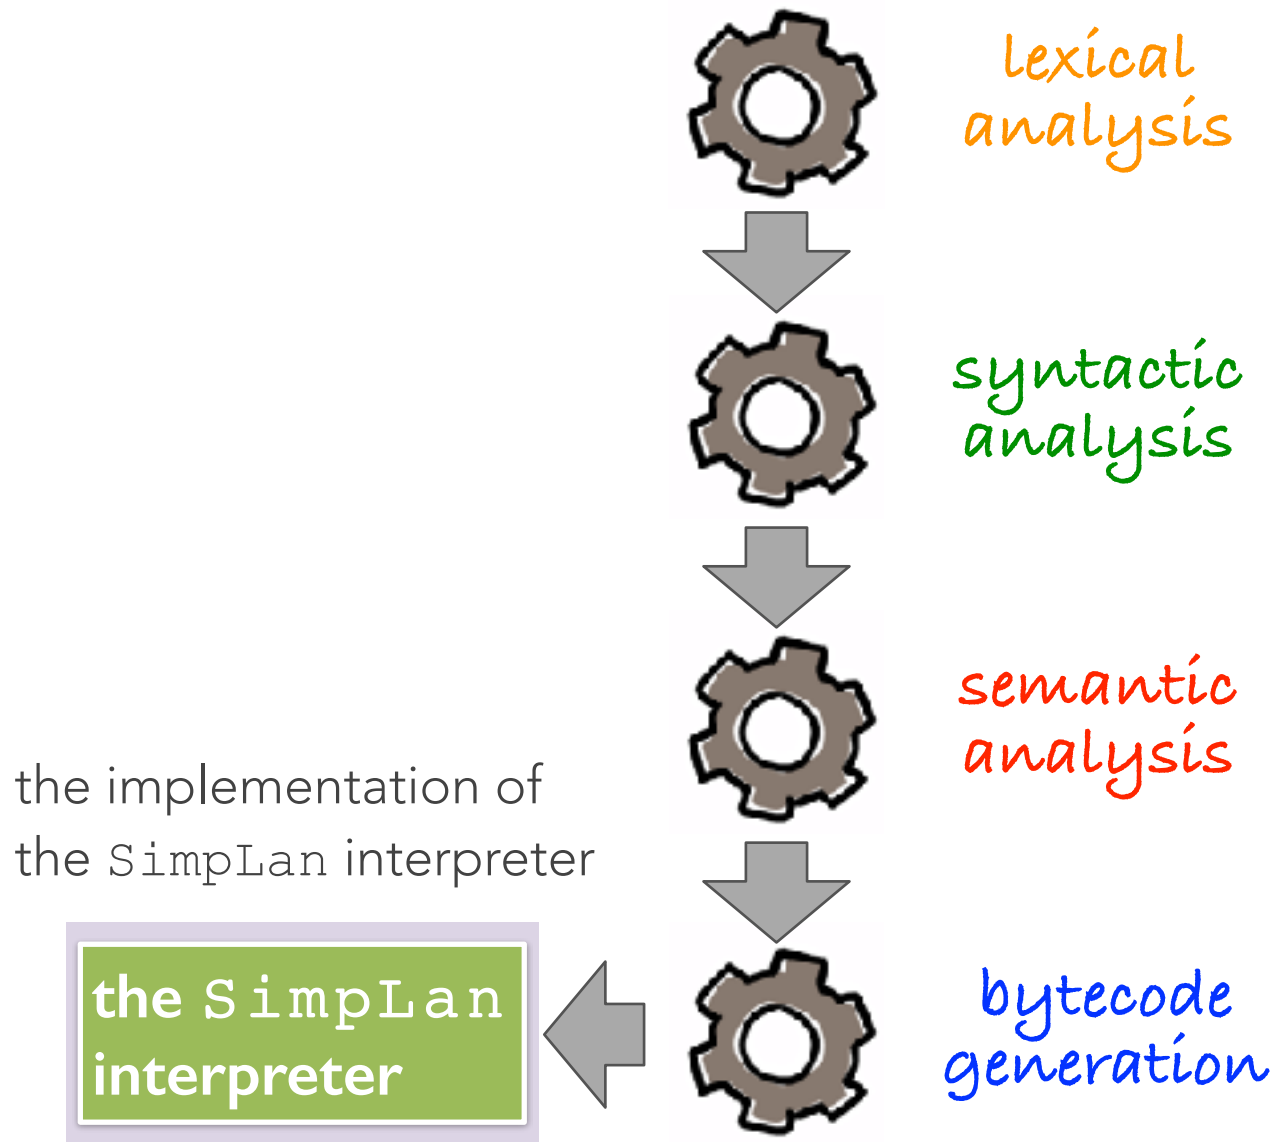 lexical
analysis
syntactic
analysis
semantic
analysis
the implementation of
the SimpLan interpreter
the SimpLan
interpreter
bytecode
generation